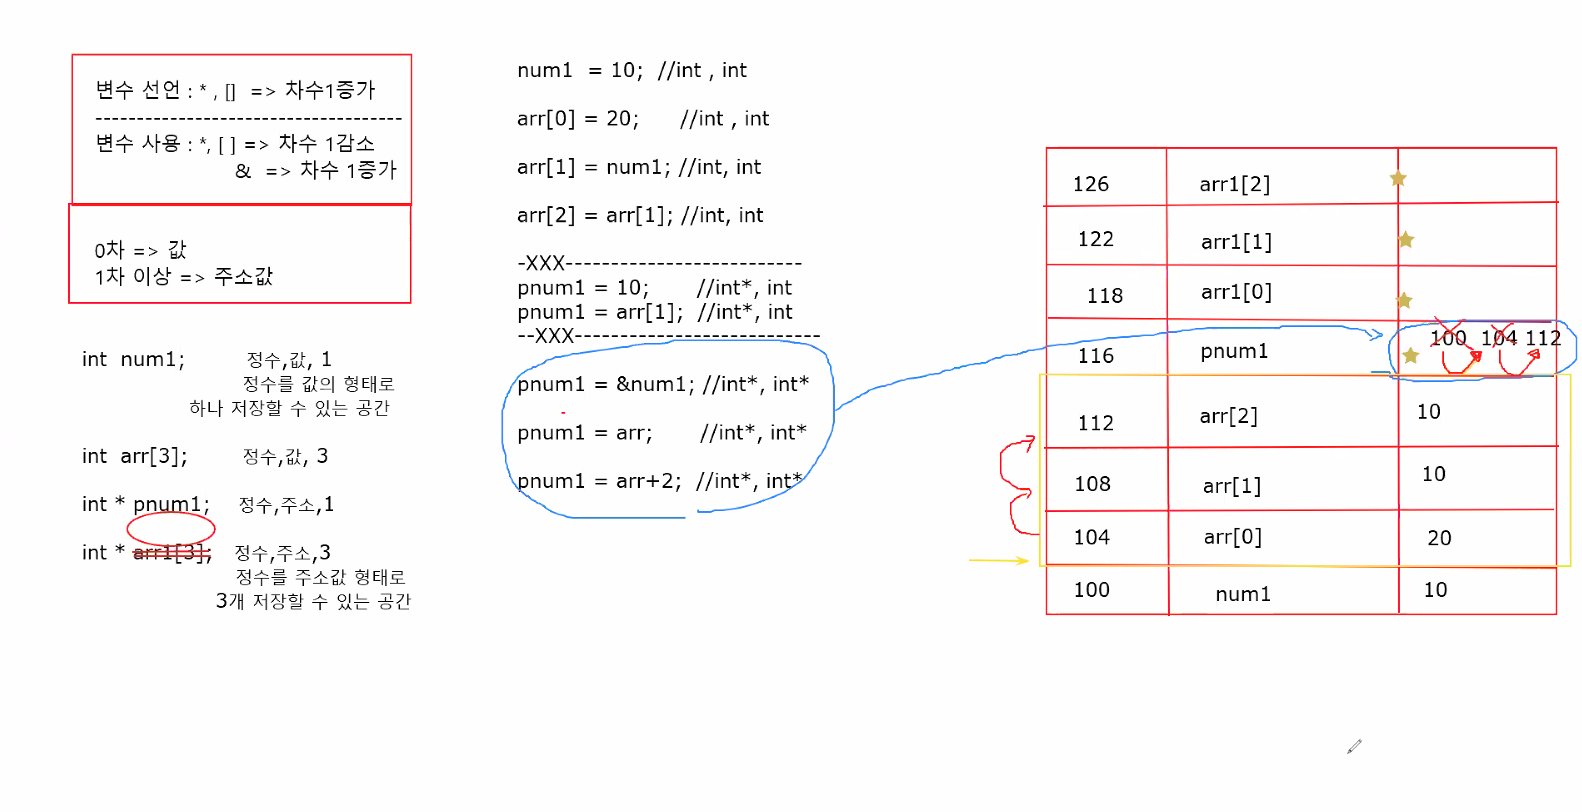 변수 선언 : * , [] => 차수1증가
-----------------------------------
변수 사용 : *, [ ] => 차수 1감소
& => 차수 1증가
0차 => 값
1차 이상 => 주소값
int num1; 정수,값, 1
정수를 값의 형태로
하나 저장할 수 있는 공간
int arr[3]; 정수,값, 3
int * pnum1; 정수,주소,1
int * arr1[3]; 정수,주소,3
정수를 주소값 형태로
3개 저장할 수 있는 공간
num1 = 10; //int , int
arr[0] = 20; //int , int
arr[1] = num1; //int, int
arr[2] = arr[1]; //int, int
-XXX--------------------------
pnum1 = 10; //int*, int
pnum1 = arr[1]; //int*, int
--XXX---------------------------
pnum1 = &num1; //int*, int*
pnum1 = arr; //int*, int*
pnum1 = arr+2; //int*, int*
126 arr1[2]
122 arr1[1]
118 arr1[0]
116 pnum1 100 104 112
112 arr[2] 10
108 arr[1] 10
104 arr[0] 20
100 num1 10